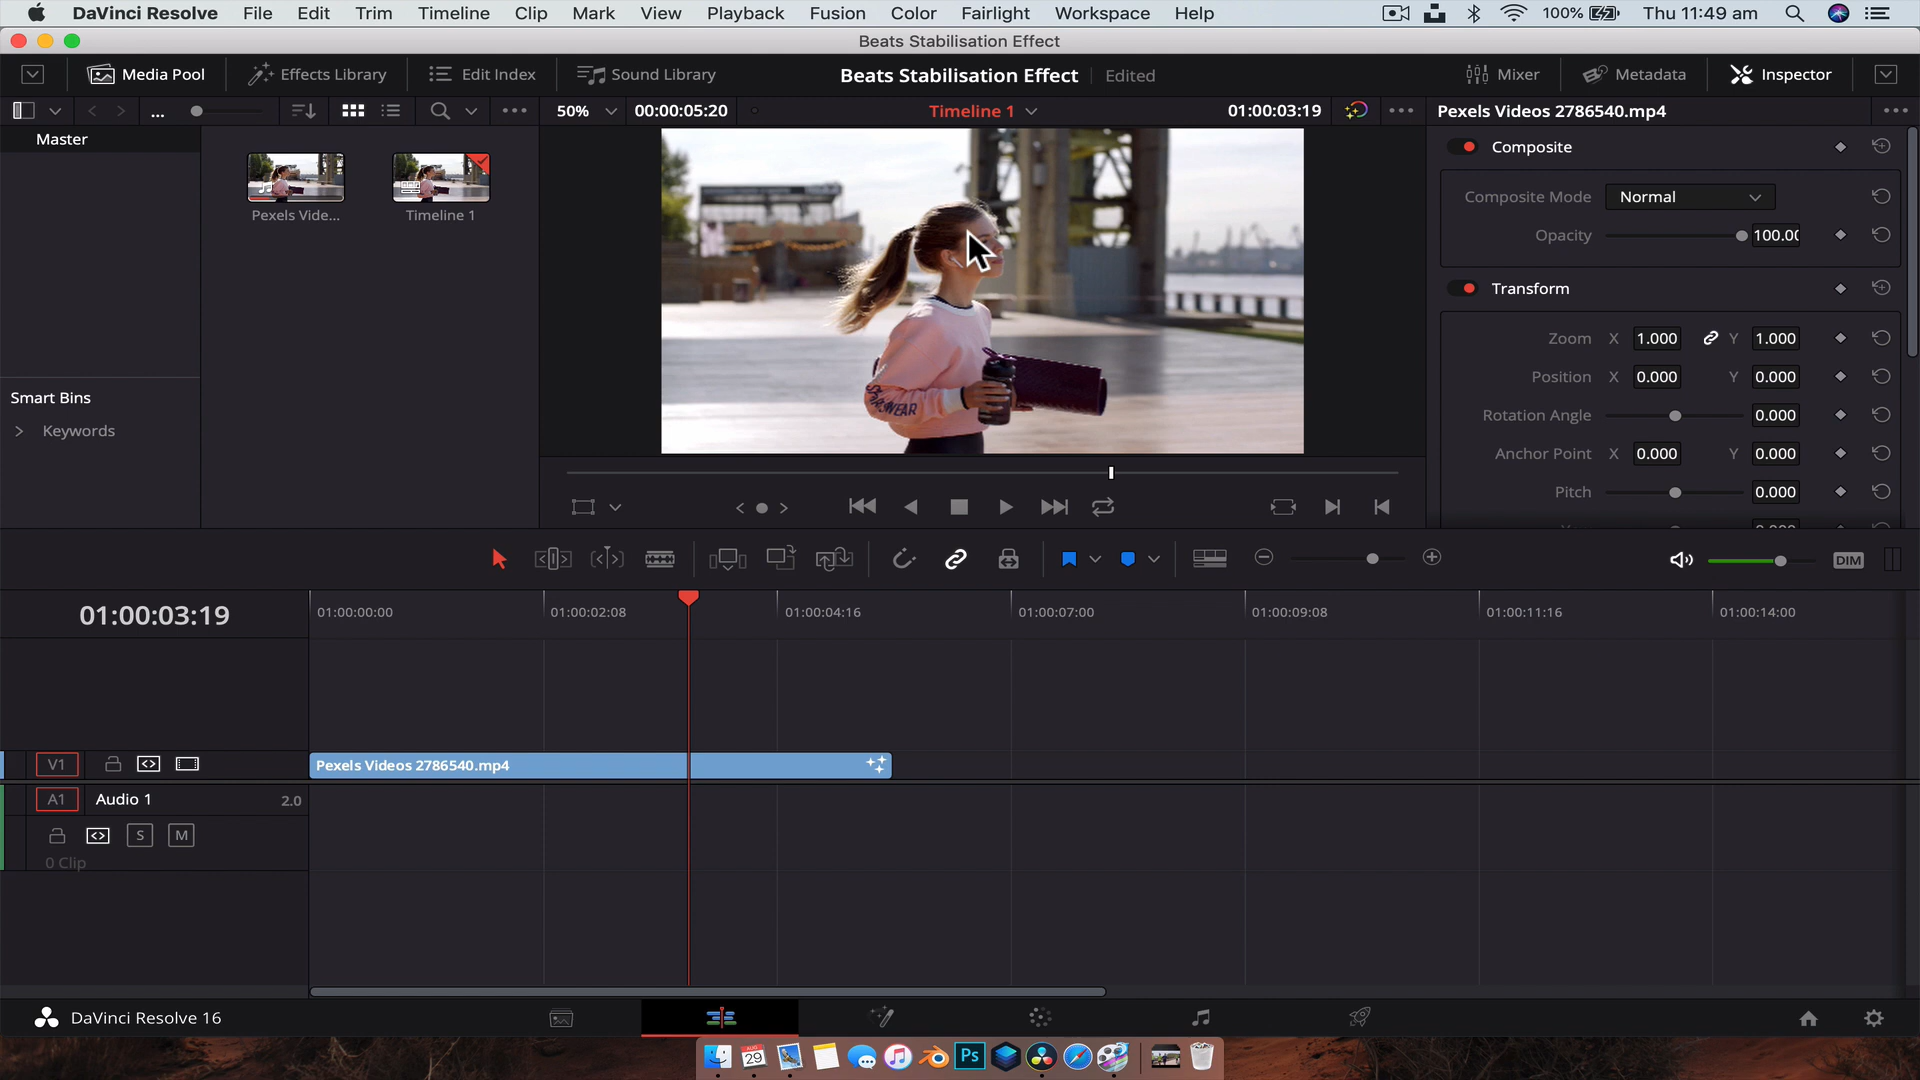 DaVinci Resolve File Edit Trim Timeline Clip Mark View Playback Fusion Color Fairlight Workspace Help 100% Thu 11:49 am
Beats Stabilisation Effect
Media Pool Effects Library Edit Index Sound Library Beats Stabilisation Effect Edited Mixer Metadata Inspector
... 50% 00:00:05:20 Timeline 1 01:00:03:19 Pexels Videos 2786540.mp4
Master
Pexels Vide...
Timeline 1
Smart Bins
Keywords
Composite
Composite Mode Normal
Opacity 100.00
Transform
Zoom X 1.000 Y 1.000
Position X 0.000 Y 0.000
Rotation Angle 0.000
Anchor Point X 0.000 Y 0.000
Pitch 0.000
DIM
01:00:03:19 01:00:00:00 01:00:02:08 01:00:04:16 01:00:07:00 01:00:09:08 01:00:11:16 01:00:14:00
V1 Pexels Videos 2786540.mp4
A1 Audio 1 2.0
S M
0 Clip
DaVinci Resolve 16
AUG
29
Ps